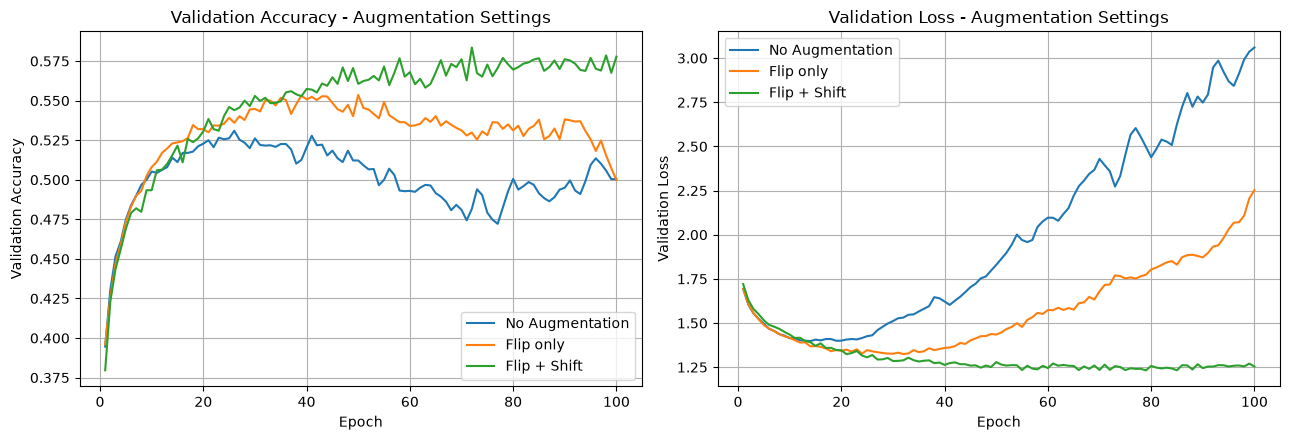 Validation Accuracy - Augmentation Settings
Validation Accuracy
0.575
0.550
0.525
0.500
0.475
0.450
0.425
0.400
0.375
No Augmentation
Flip only
Flip + Shift
0 20 40 60 80 100
Epoch
Validation Loss - Augmentation Settings
Validation Loss
3.00
2.75
2.50
2.25
2.00
1.75
1.50
1.25
No Augmentation
Flip only
Flip + Shift
0 20 40 60 80 100
Epoch